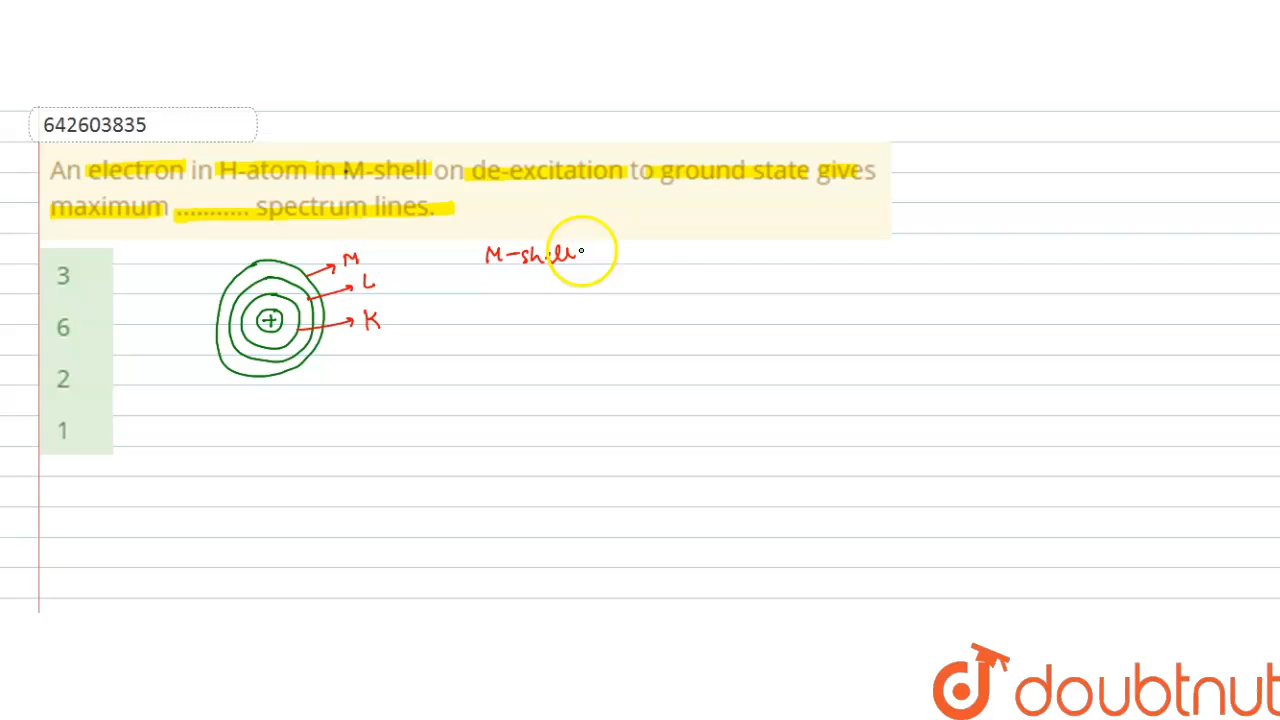 642603835
An electron in H-atom in M-shell on de-excitation to ground state gives
maximum ........... spectrum lines.
3
6
2
1
M
L
K
M-shell
doubtnut